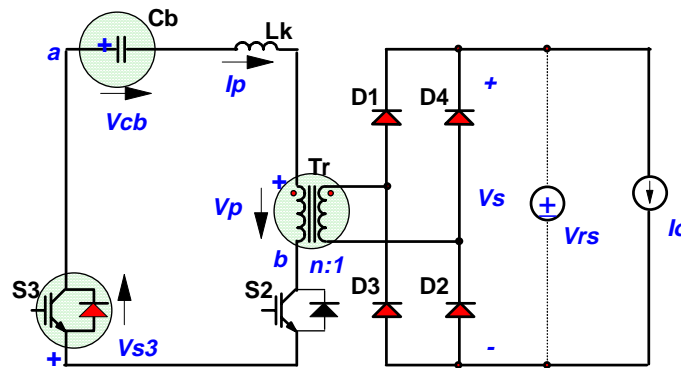 Cb
a
+
Lk
Ip
Vcb
D1
D4
+
Tr
+
Vp
Vs
+
Vrs
Io
b
n:1
S3
S2
D3
D2
Vs3
+
-